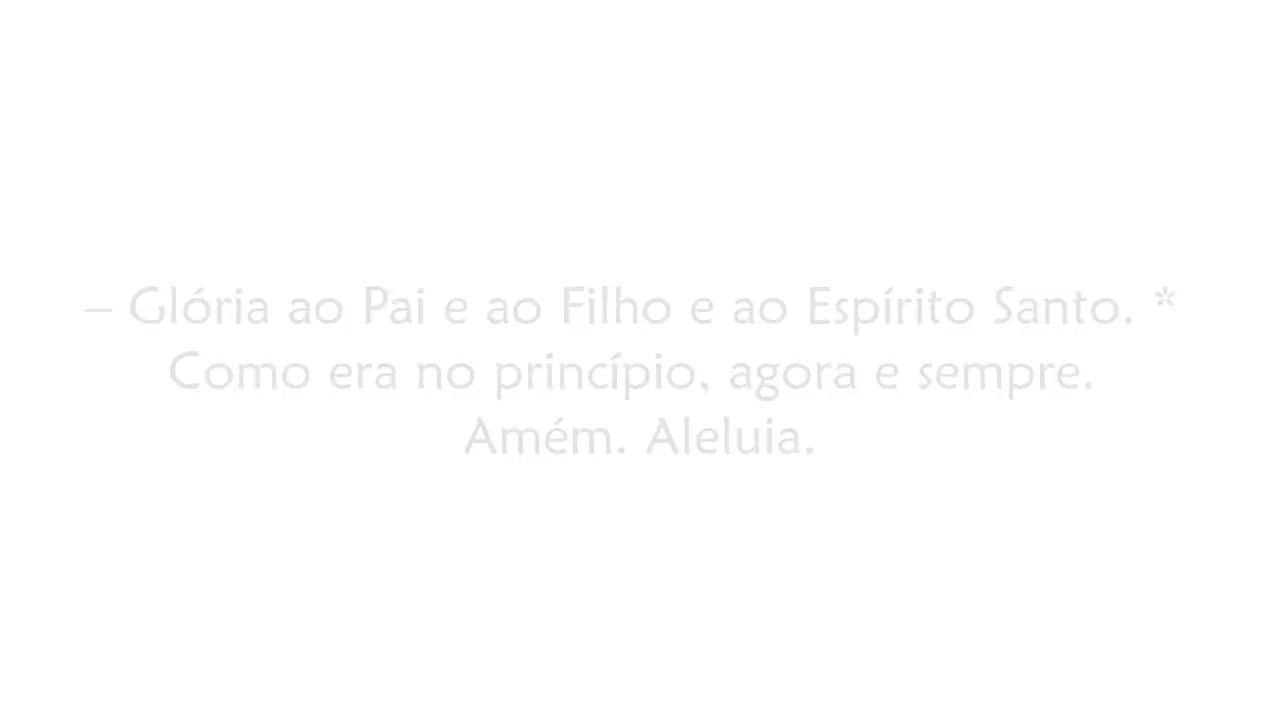 – Glória ao Pai e ao Filho e ao Espírito Santo. *
Como era no princípio, agora e sempre.
Amém. Aleluia.